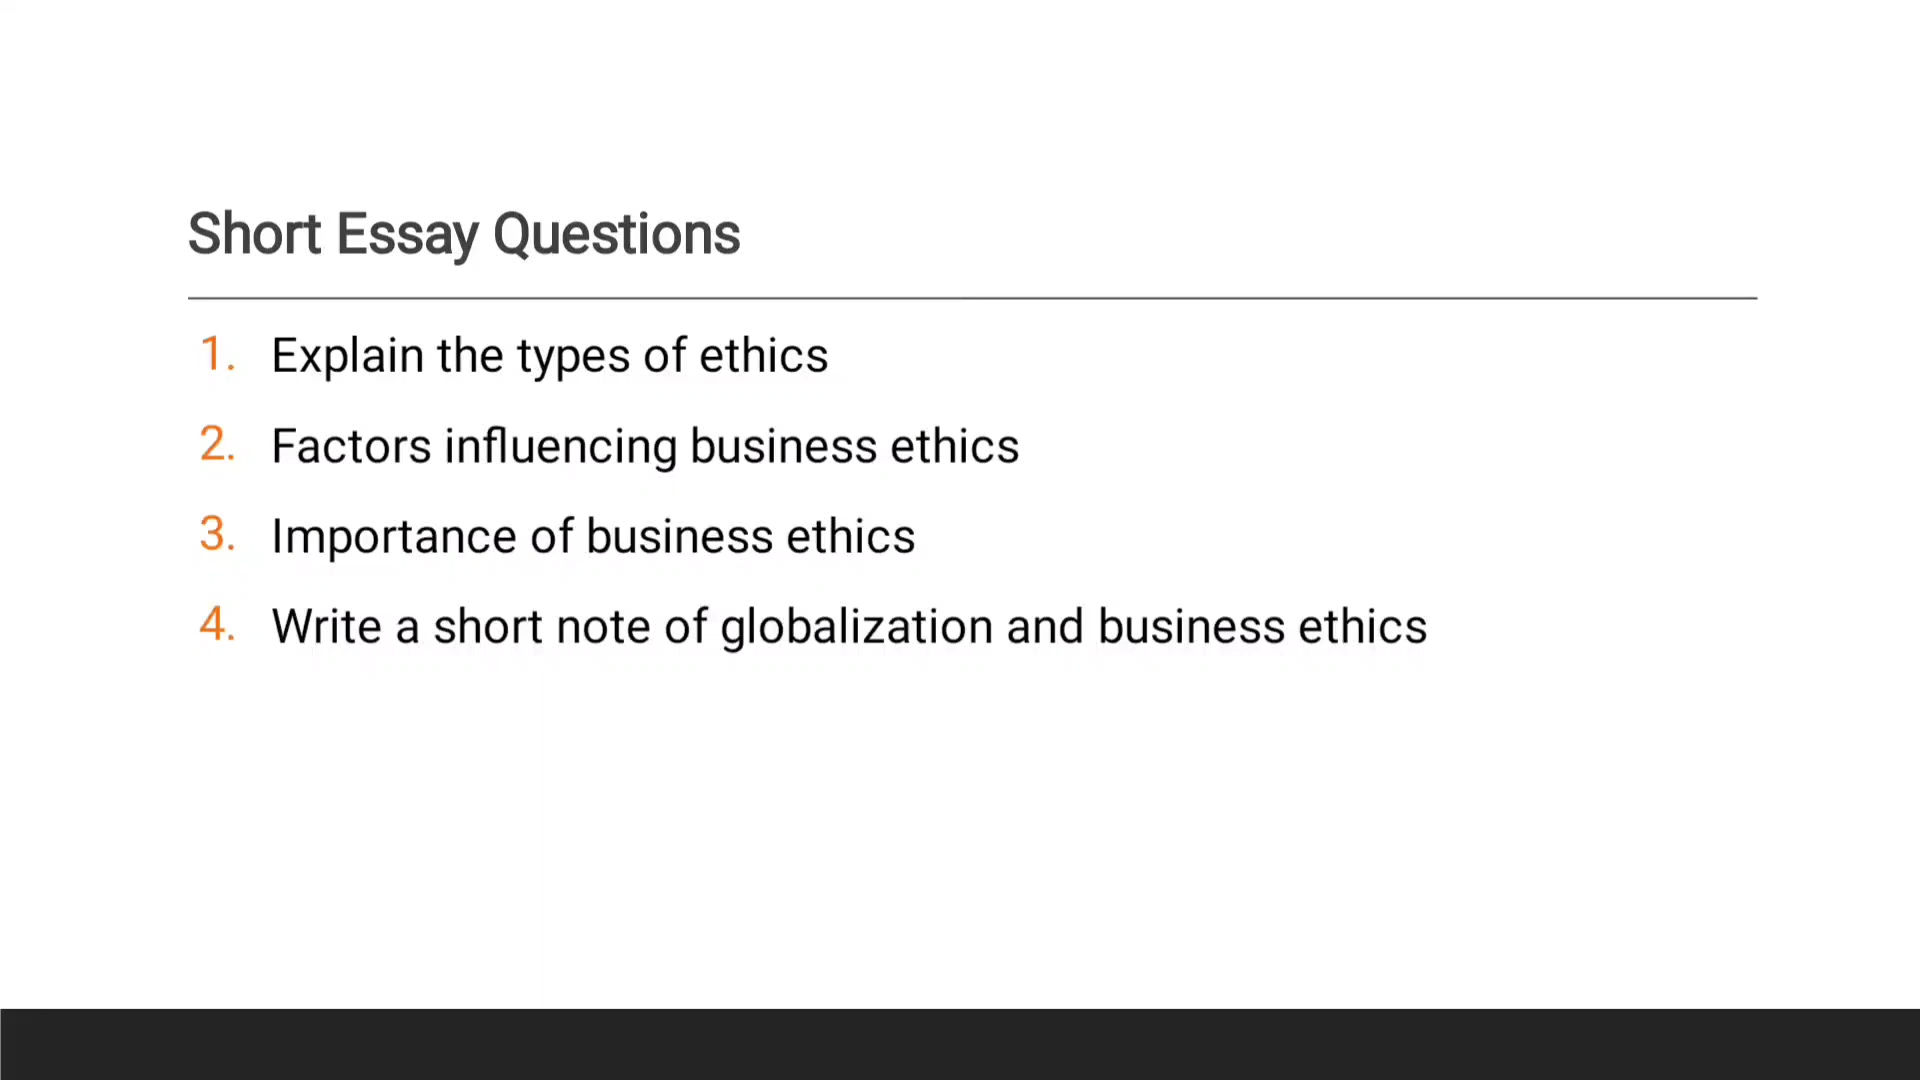 Short Essay Questions
1. Explain the types of ethics
2. Factors influencing business ethics
3. Importance of business ethics
4. Write a short note of globalization and business ethics